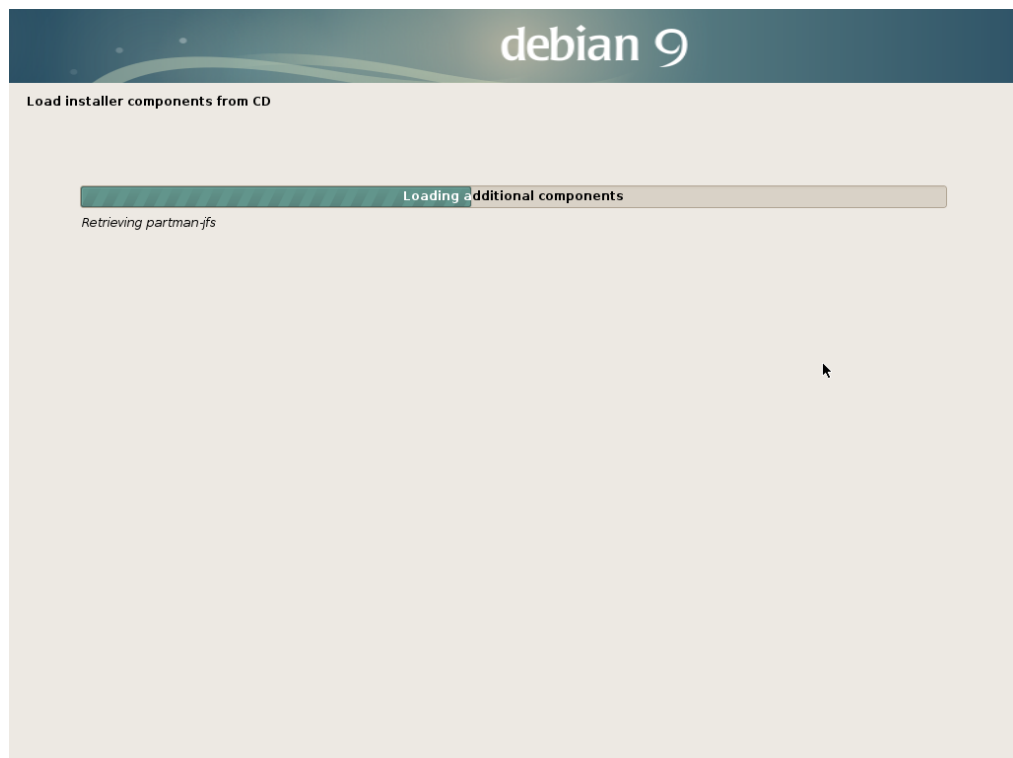 debian 9
Load installer components from CD
Loading additional components
Retrieving partman-jfs